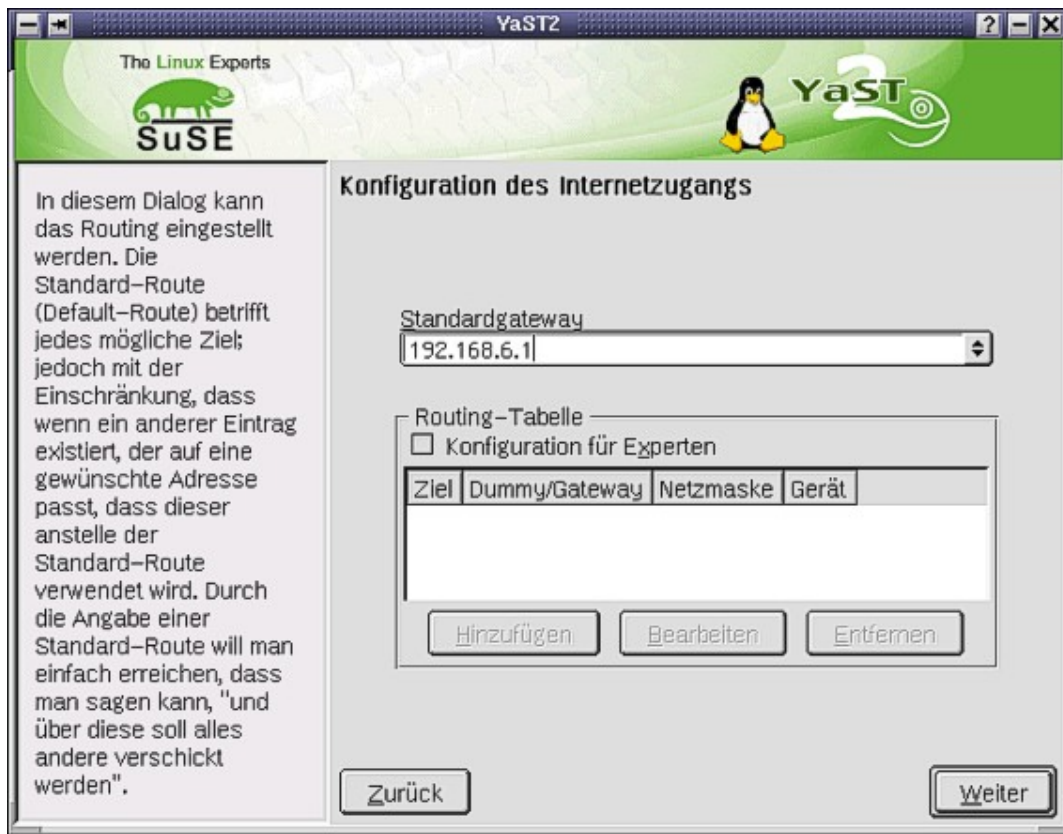 YaST2
The Linux Experts
SuSE
YaST
2
In diesem Dialog kann
das Routing eingestellt
werden. Die
Standard-Route
(Default-Route) betrifft
jedes mögliche Ziel;
jedoch mit der
Einschränkung, dass
wenn ein anderer Eintrag
existiert, der auf eine
gewünschte Adresse
passt, dass dieser
anstelle der
Standard-Route
verwendet wird. Durch
die Angabe einer
Standard-Route will man
einfach erreichen, dass
man sagen kann, "und
über diese soll alles
andere verschickt
werden".
Konfiguration des Internetzugangs
Standardgateway
192.168.6.1
Routing-Tabelle
Konfiguration für Experten
Ziel Dummy/Gateway Netzmaske Gerät
Hinzufügen Bearbeiten Entfernen
Zurück Weiter